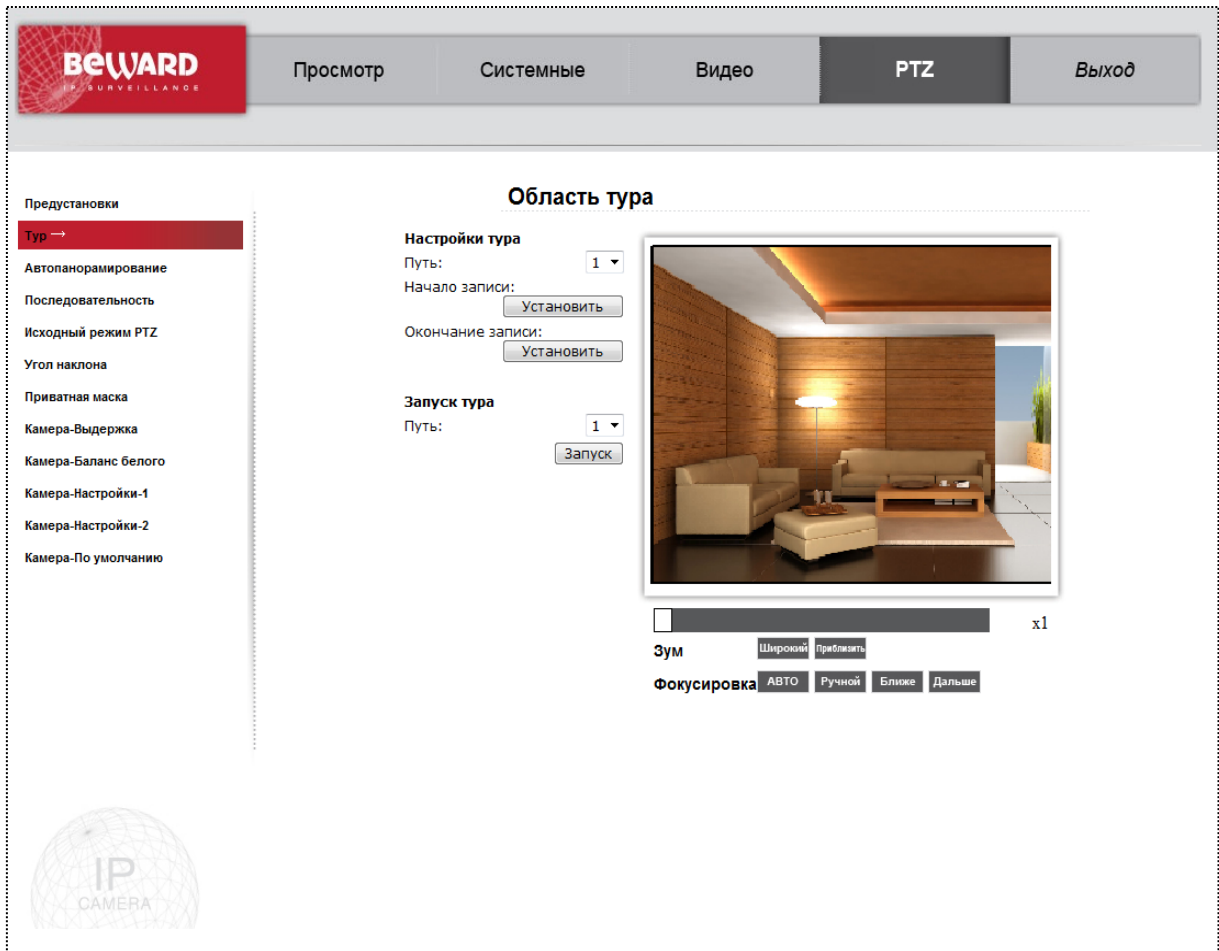 BEWARD
IP SURVEILLANCE
Просмотр
Системные
Видео
PTZ
Выход
Предустановки
Тур →
Автопанорамирование
Последовательность
Исходный режим PTZ
Угол наклона
Приватная маска
Камера-Выдержка
Камера-Баланс белого
Камера-Настройки-1
Камера-Настройки-2
Камера-По умолчанию
Область тура
Настройки тура
Путь: 1
Начало записи:
Установить
Окончание записи:
Установить
Запуск тура
Путь: 1
Запуск
x1
Зум Широкий Приблизить
Фокусировка АВТО Ручной Ближе Дальше
IP
CAMERA